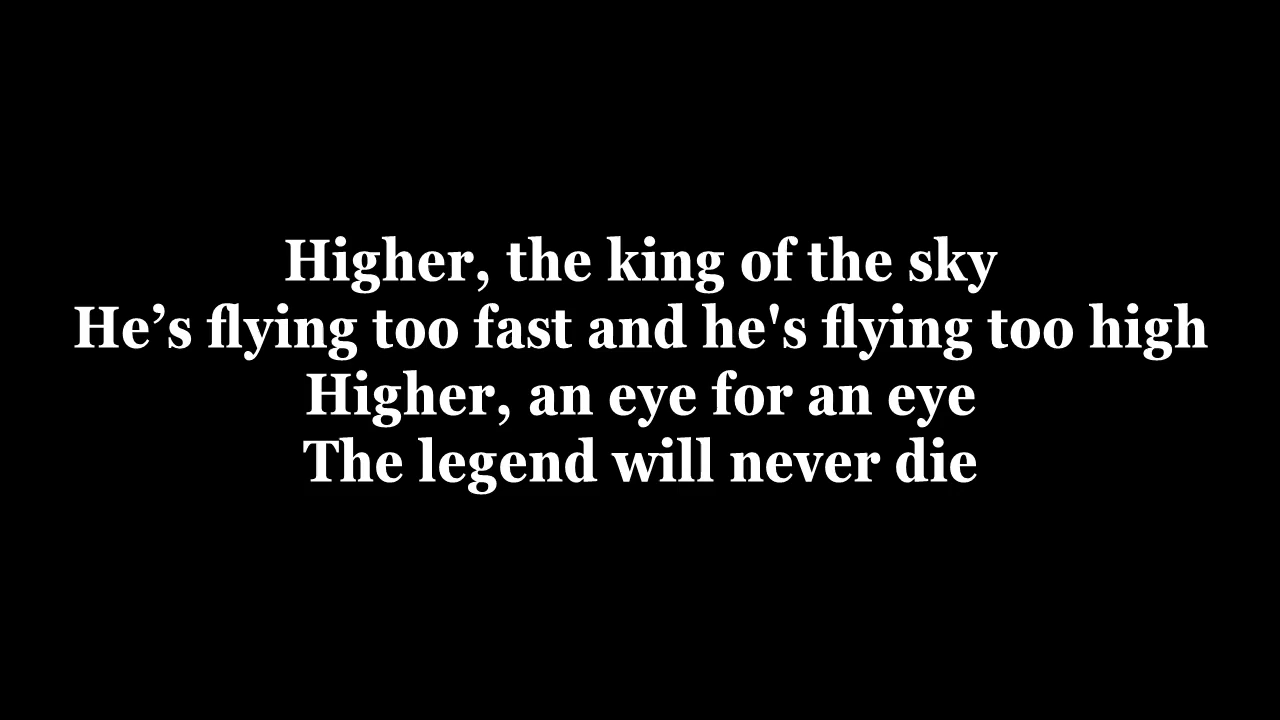 Higher, the king of the sky
He’s flying too fast and he's flying too high
Higher, an eye for an eye
The legend will never die